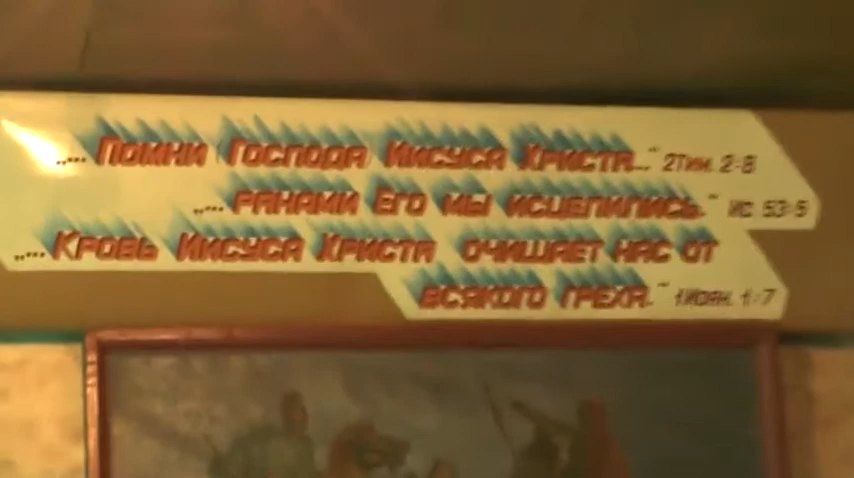 „... Помни (Господа) Иисуса Христа..." 2Тим. 2-8
„... ранами Его мы исцелились." Ис 53:5
„... Кровь Иисуса Христа очищает нас от
всякого греха." 1Иоан. 1:7